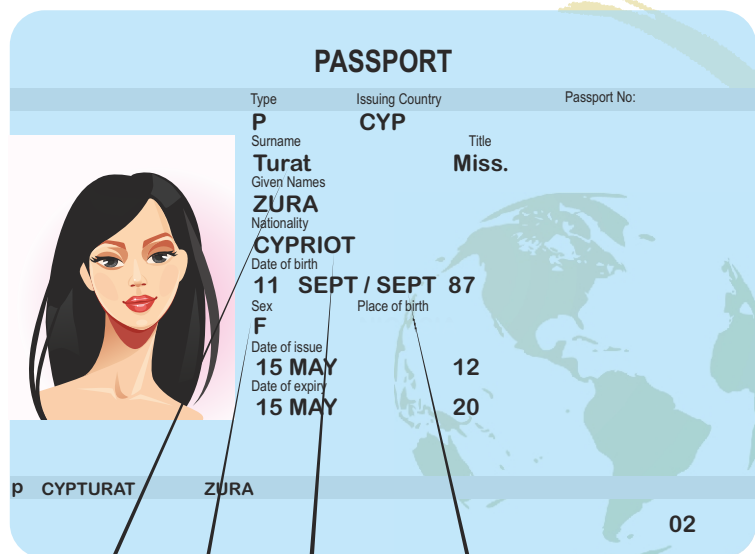 PASSPORT
Type Issuing Country Passport No:
P CYP
Surname Title
Turat Miss.
Given Names
ZURA
Nationality
CYPRIOT
Date of birth
11 SEPT / SEPT 87
Sex Place of birth
F
Date of issue
15 MAY 12
Date of expiry
15 MAY 20
p CYPTURAT ZURA
02